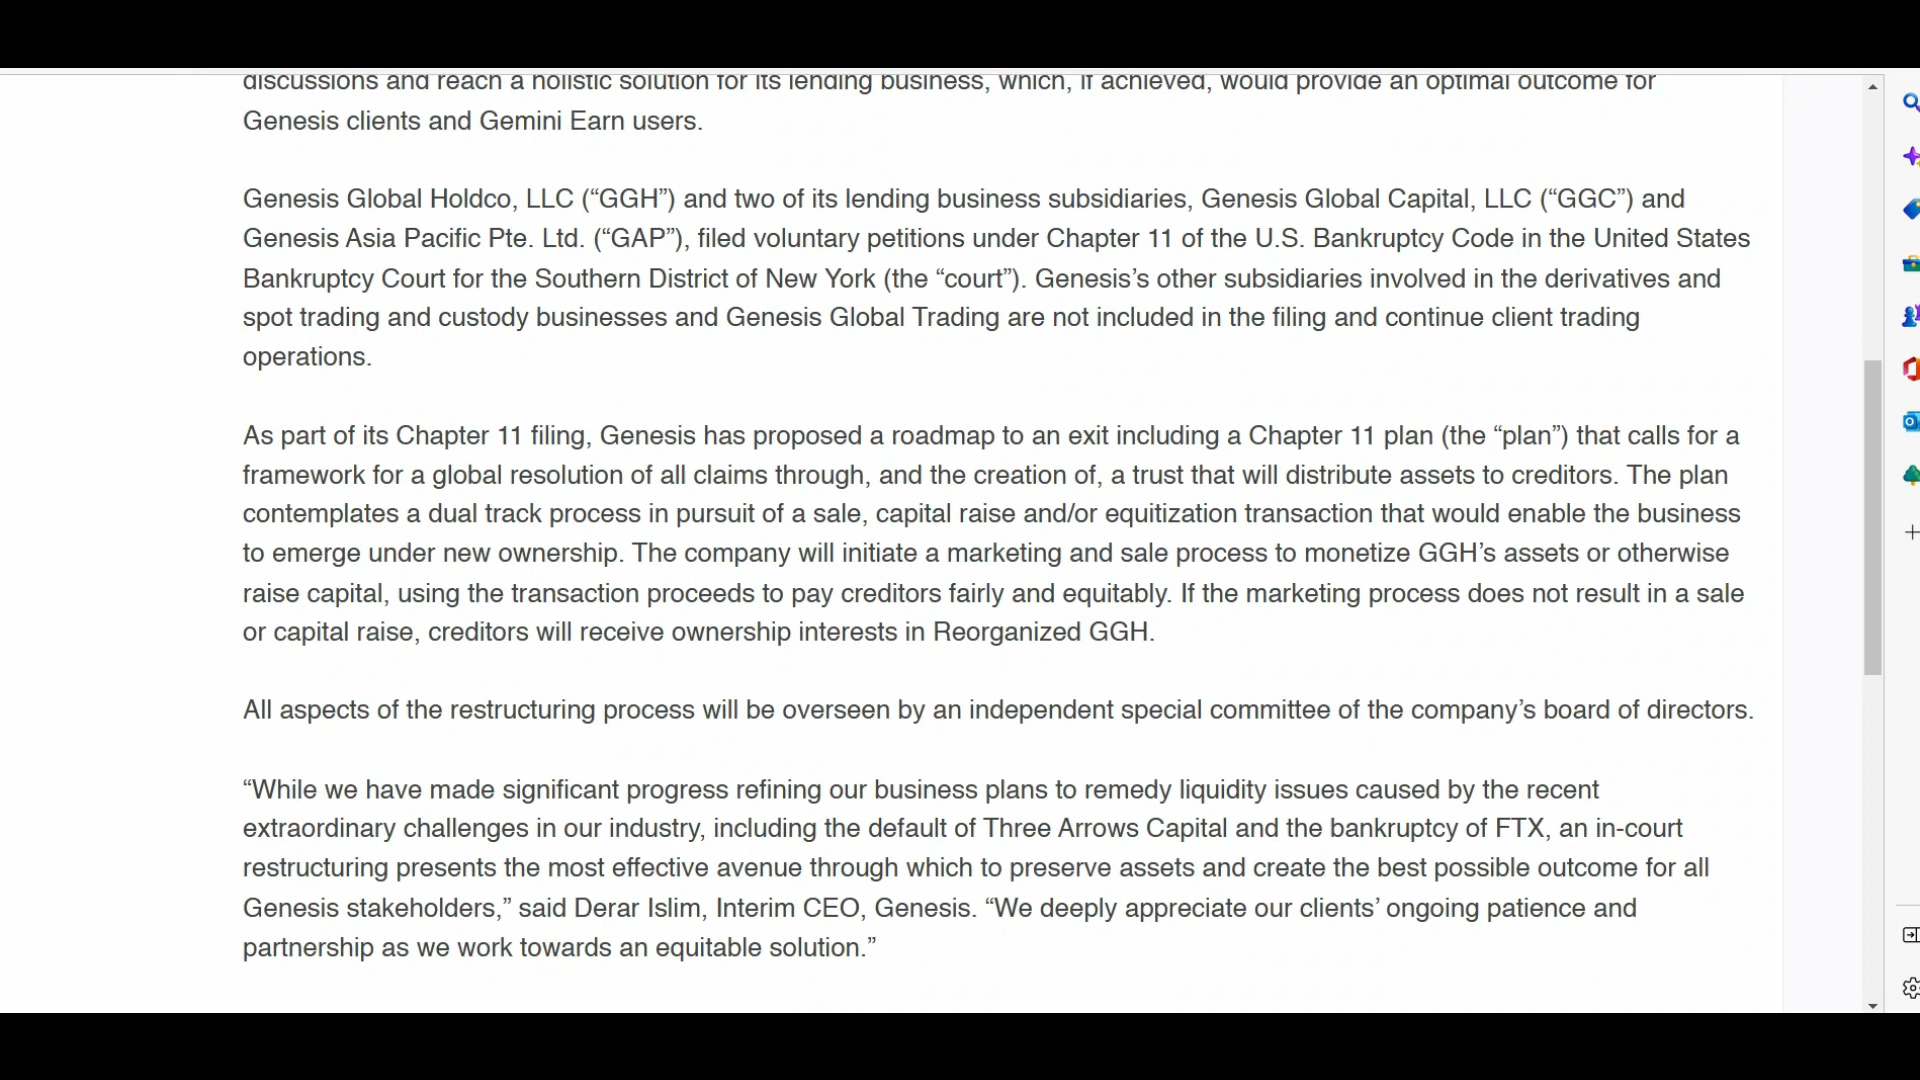 discussions and reach a holistic solution for its lending business, which, if achieved, would provide an optimal outcome for
Genesis clients and Gemini Earn users.
Genesis Global Holdco, LLC (“GGH”) and two of its lending business subsidiaries, Genesis Global Capital, LLC (“GGC”) and
Genesis Asia Pacific Pte. Ltd. (“GAP”), filed voluntary petitions under Chapter 11 of the U.S. Bankruptcy Code in the United States
Bankruptcy Court for the Southern District of New York (the “court”). Genesis’s other subsidiaries involved in the derivatives and
spot trading and custody businesses and Genesis Global Trading are not included in the filing and continue client trading
operations.
As part of its Chapter 11 filing, Genesis has proposed a roadmap to an exit including a Chapter 11 plan (the “plan”) that calls for a
framework for a global resolution of all claims through, and the creation of, a trust that will distribute assets to creditors. The plan
contemplates a dual track process in pursuit of a sale, capital raise and/or equitization transaction that would enable the business
to emerge under new ownership. The company will initiate a marketing and sale process to monetize GGH’s assets or otherwise
raise capital, using the transaction proceeds to pay creditors fairly and equitably. If the marketing process does not result in a sale
or capital raise, creditors will receive ownership interests in Reorganized GGH.
All aspects of the restructuring process will be overseen by an independent special committee of the company’s board of directors.
“While we have made significant progress refining our business plans to remedy liquidity issues caused by the recent
extraordinary challenges in our industry, including the default of Three Arrows Capital and the bankruptcy of FTX, an in-court
restructuring presents the most effective avenue through which to preserve assets and create the best possible outcome for all
Genesis stakeholders,” said Derar Islim, Interim CEO, Genesis. “We deeply appreciate our clients’ ongoing patience and
partnership as we work towards an equitable solution.”